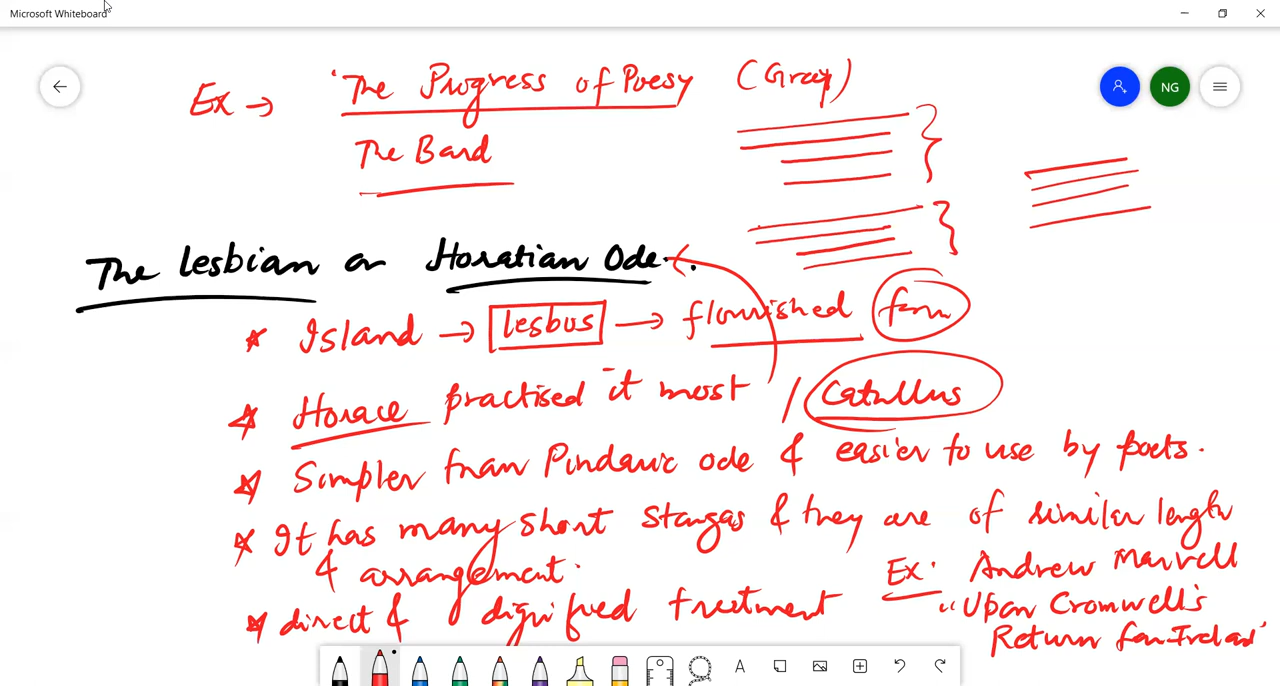 Microsoft Whiteboard
NG
Ex → 'The Progress of Poesy (Gray)
The Bard
The Lesbian or Horatian Ode.
* Island → Lesbus → flourished form
* Horace practised it most / Catullus
* Simpler than Pindaric ode & easier to use by poets.
* It has many short stanzas & they are of similar length
& arrangement.
* direct & dignified treatment
Ex: Andrew Marvell
"Upon Cromwell's
Return from Ireland"
A